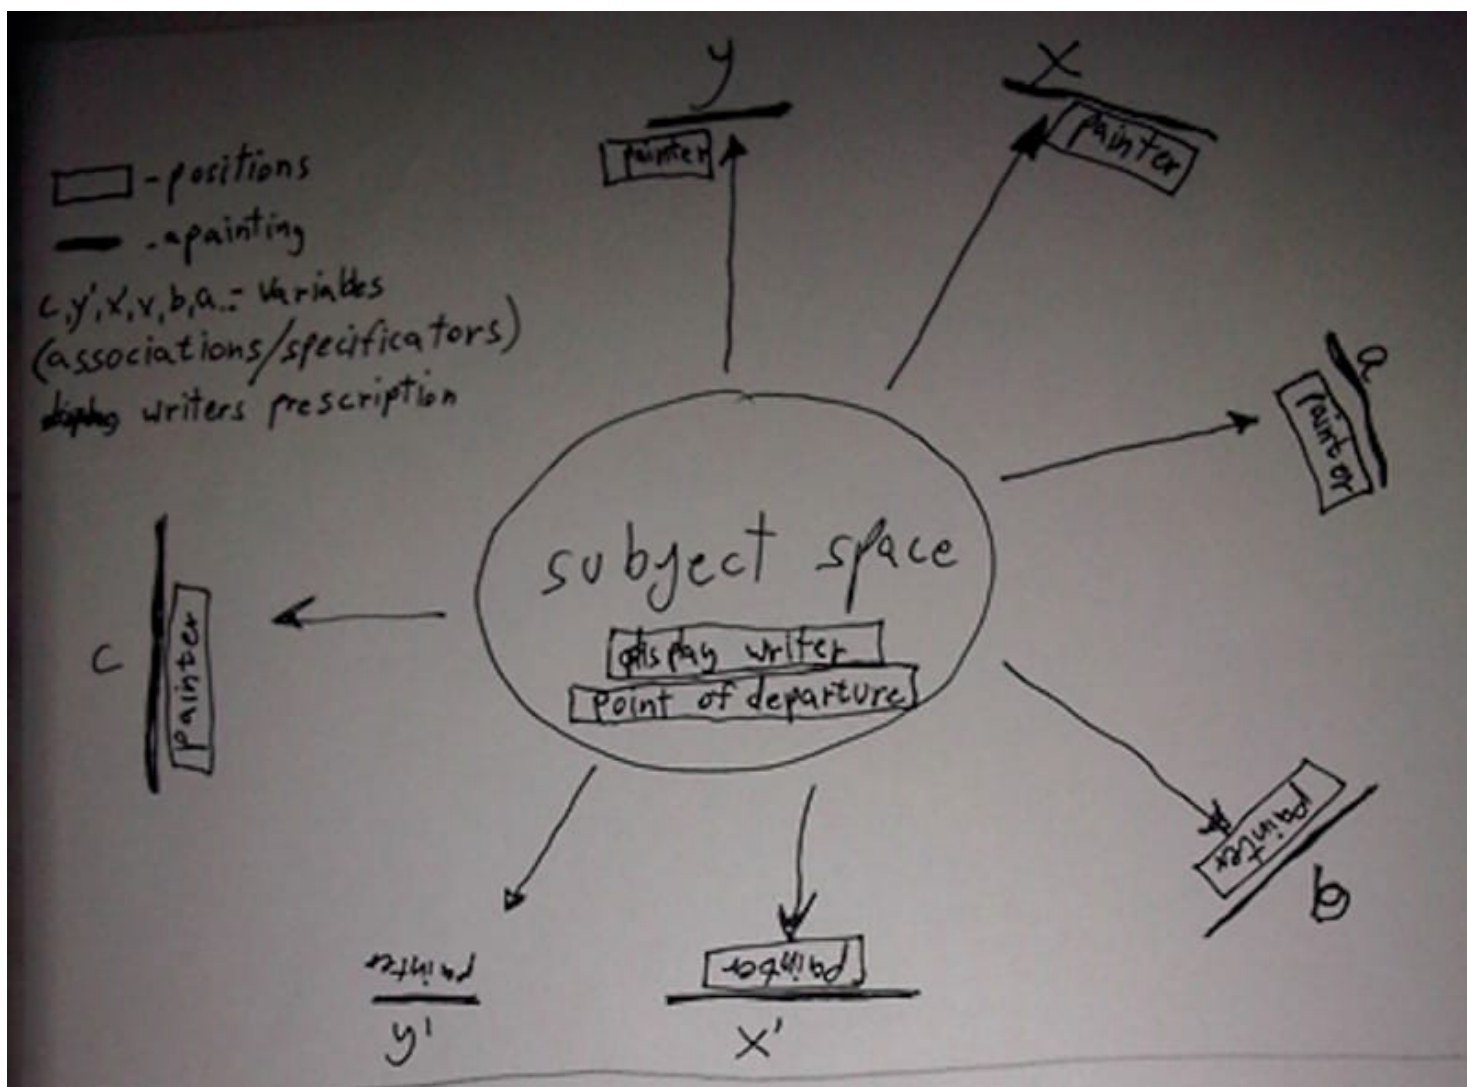 y
x
painter
painter
- positions
- a painting
c, y', x', v, b, a..- variables
(associations/specificators)
writers prescription
a
painter
subject space
display writer
point of departure
c
painter
painter
b
painter
painter
y'
x'